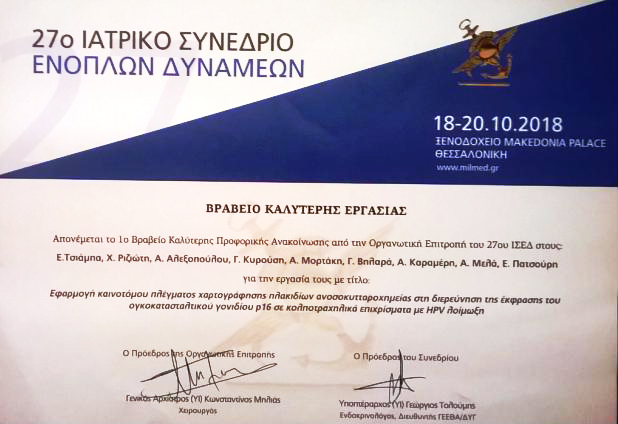 27ο ΙΑΤΡΙΚΟ ΣΥΝΕΔΡΙΟ
ΕΝΟΠΛΩΝ ΔΥΝΑΜΕΩΝ
18-20.10.2018
ΞΕΝΟΔΟΧΕΙΟ MAKEDONIA PALACE
ΘΕΣΣΑΛΟΝΙΚΗ
www.milmed.gr
ΒΡΑΒΕΙΟ ΚΑΛΥΤΕΡΗΣ ΕΡΓΑΣΙΑΣ
Απονέμεται το 1ο Βραβείο Καλύτερης Προφορικής Ανακοίνωσης από την Οργανωτική Επιτροπή του 27ου ΙΣΕΔ στους:
Ε.Τσιάμπα, Χ. Ριζιώτη, Α. Αλεξοπούλου, Γ. Κυρούση, Α. Μορτάκη, Γ. Βηλαρά, Α. Καραμέρη, Α. Μελά, Ε. Πατσούρη
για την εργασία τους με τίτλο:
Εφαρμογή καινοτόμου πλέγματος χαρτογράφησης πλακιδίων ανοσοκυτταροχημείας στη διερεύνηση της έκφρασης του
ογκοκατασταλτικού γονιδίου p16 σε κολποτραχηλικά επιχρίσματα με HPV λοίμωξη
Ο Πρόεδρος της Οργανωτικής Επιτροπής
Γενικός Αρχίατρος (ΥΙ) Κωνσταντίνος Μηλιάς
Χειρουργός
Ο Πρόεδρος του Συνεδρίου
Υποπτέραρχος (ΥΙ) Γεώργιος Τολούμης
Ενδοκρινολόγος, Διευθυντής ΓΕΕΘΑ/ΔΥΓ